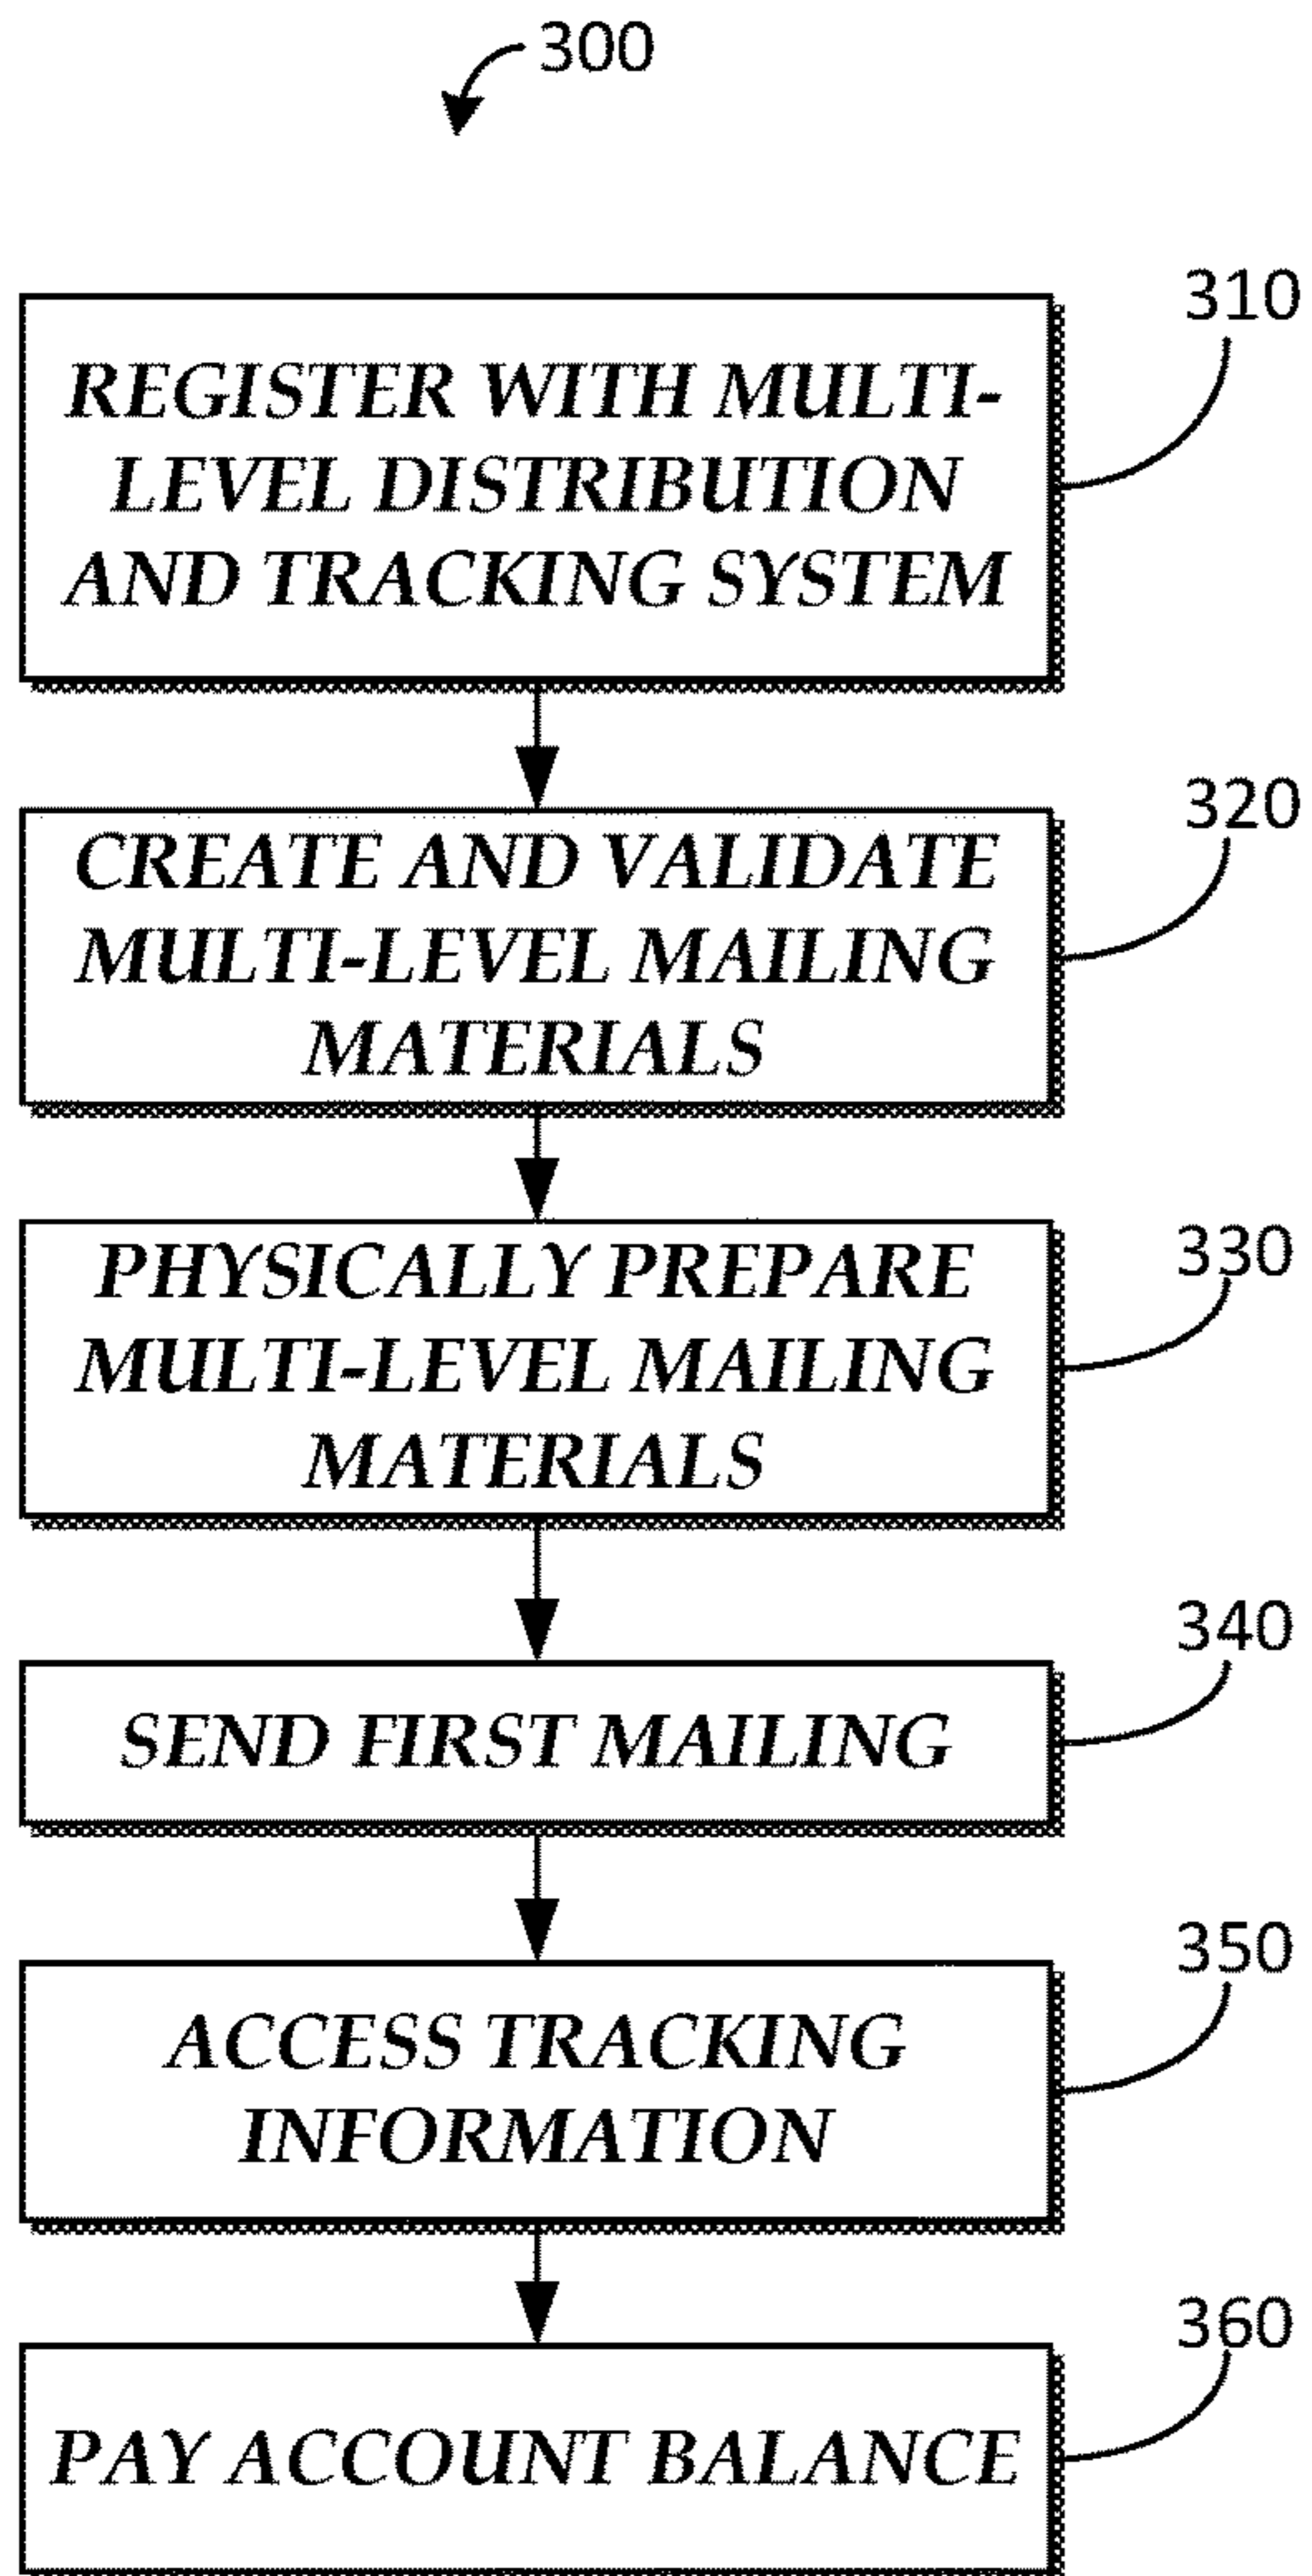 300
310
REGISTER WITH MULTI-
LEVEL DISTRIBUTION
AND TRACKING SYSTEM
320
CREATE AND VALIDATE
MULTI-LEVEL MAILING
MATERIALS
330
PHYSICALLY PREPARE
MULTI-LEVEL MAILING
MATERIALS
340
SEND FIRST MAILING
350
ACCESS TRACKING
INFORMATION
360
PAY ACCOUNT BALANCE